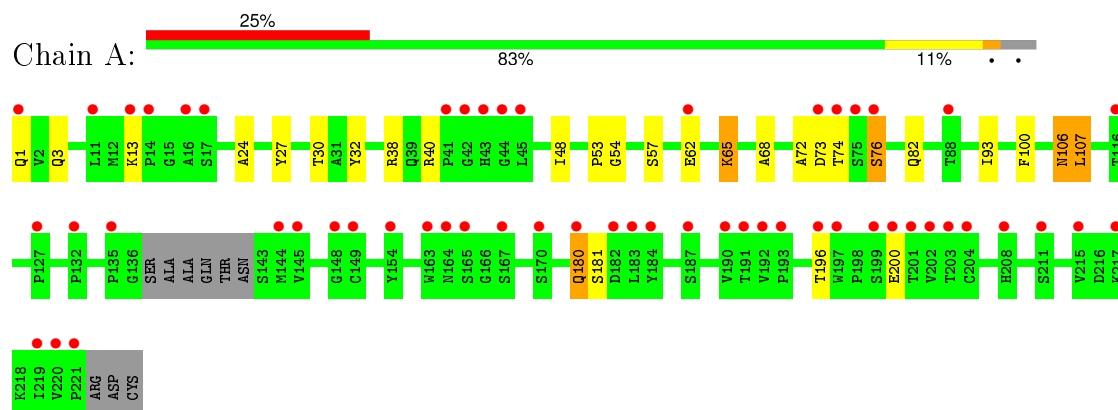 25%
Chain A:
83% 11% • •
Q1 V2 Q3 L11 M12 K13 P14 G15 A16 S17 A24 Y27 T30 A31 Y32 R38 Q39 R40 P41 G42 H43 G44 L45 I48 P53 G54 S57 E62 K65 A68 A72 D73 T74 S75 S76 Q82 T88 I93 F100 N106 L107 T116
P127 P132 P135 G136 SER ALA ALA GLN THR ASN S143 M144 V145 G148 C149 Y154 W163 N164 S165 G166 S167 S170 Q180 S181 D182 L183 Y184 S187 V190 T191 V192 P193 T196 W197 P198 S199 E200 T201 V202 T203 C204 H208 S211 V215 D216 K217
K218 I219 V220 P221 ARG ASP CYS